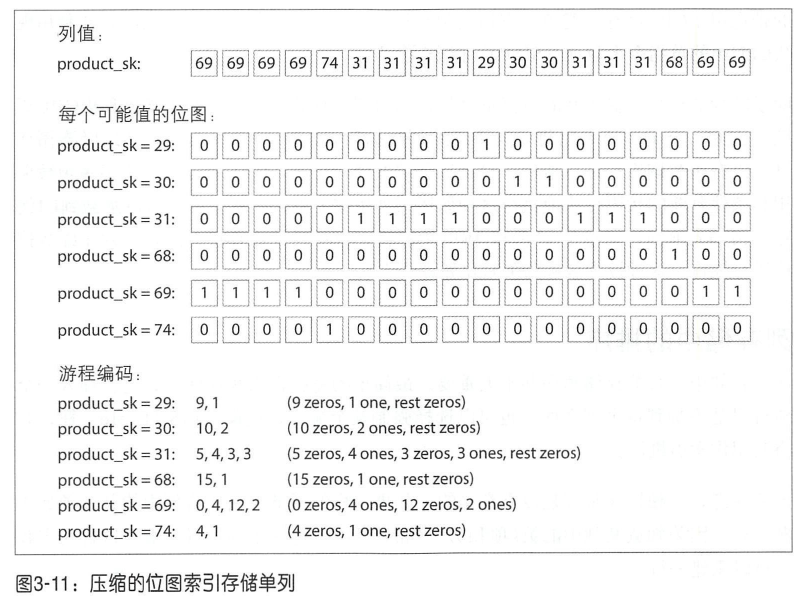 列值：
product_sk: 69 69 69 69 74 31 31 31 31 29 30 30 31 31 31 68 69 69
每个可能值的位图：
product_sk = 29: 0 0 0 0 0 0 0 0 0 1 0 0 0 0 0 0 0 0
product_sk = 30: 0 0 0 0 0 0 0 0 0 0 1 1 0 0 0 0 0 0
product_sk = 31: 0 0 0 0 0 1 1 1 1 0 0 0 1 1 1 0 0 0
product_sk = 68: 0 0 0 0 0 0 0 0 0 0 0 0 0 0 0 1 0 0
product_sk = 69: 1 1 1 1 0 0 0 0 0 0 0 0 0 0 0 0 1 1
product_sk = 74: 0 0 0 0 1 0 0 0 0 0 0 0 0 0 0 0 0 0
游程编码：
product_sk = 29: 9, 1 (9 zeros, 1 one, rest zeros)
product_sk = 30: 10, 2 (10 zeros, 2 ones, rest zeros)
product_sk = 31: 5, 4, 3, 3 (5 zeros, 4 ones, 3 zeros, 3 ones, rest zeros)
product_sk = 68: 15, 1 (15 zeros, 1 one, rest zeros)
product_sk = 69: 0, 4, 12, 2 (0 zeros, 4 ones, 12 zeros, 2 ones)
product_sk = 74: 4, 1 (4 zeros, 1 one, rest zeros)
图3-11：压缩的位图索引存储单列